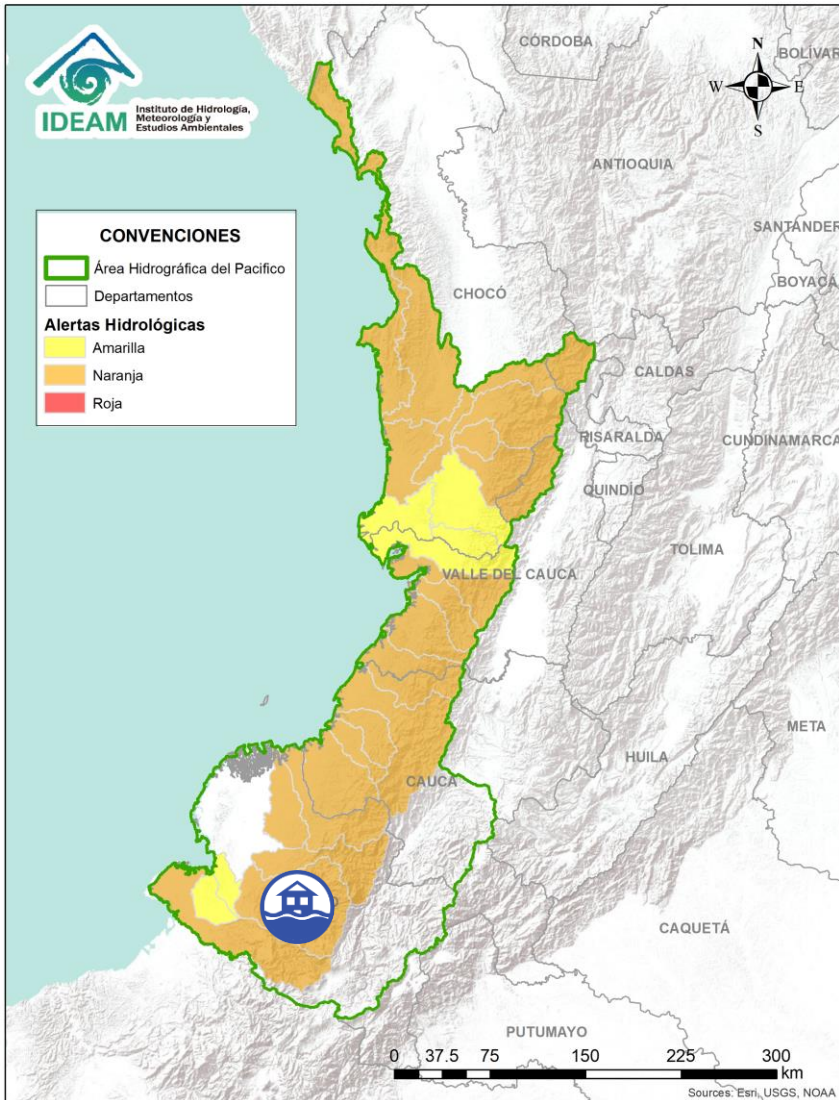 IDEAM
Instituto de Hidrología,
Meteorología y
Estudios Ambientales
CÓRDOBA
BOLÍVAR
N
W
E
S
ANTIOQUIA
SANTANDER
BOYACÁ
CONVENCIONES
Área Hidrográfica del Pacifico
Departamentos
Alertas Hidrológicas
Amarilla
Naranja
Roja
CHOCÓ
CALDAS
RISARALDA
CUNDINAMARCA
QUINDÍO
TOLIMA
VALLE DEL CAUCA
META
HUILA
CAUCA
CAQUETÁ
PUTUMAYO
0 37.5 75 150 225 300
km
Sources: Esri, USGS, NOAA